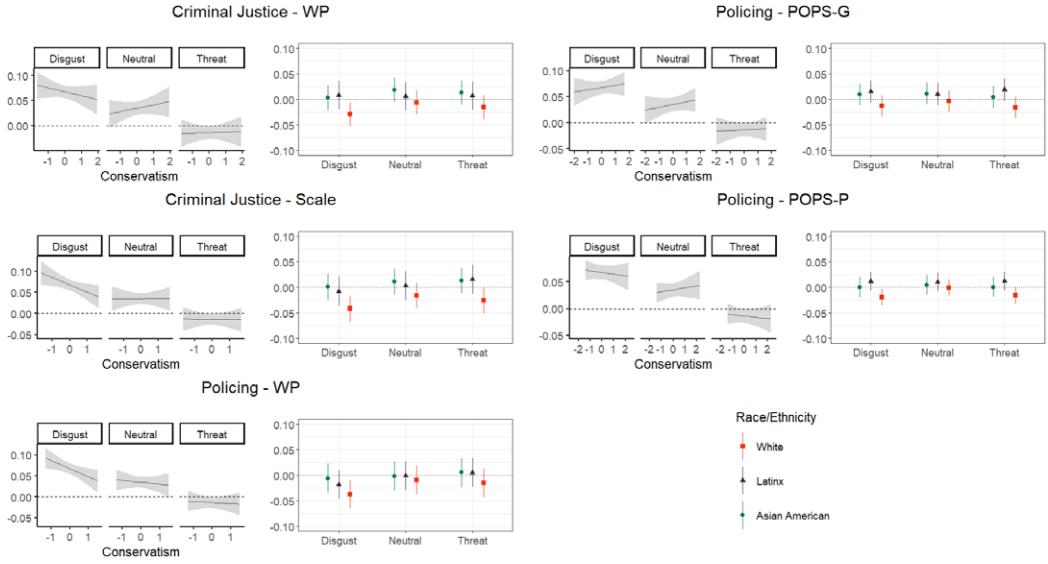 Criminal Justice - WP
Disgust Neutral Threat
0.10
0.05
0.00
-1 0 1 2 -1 0 1 2 -1 0 1 2
Conservatism
0.10
0.05
0.00
-0.05
-0.10
Disgust Neutral Threat
Policing - POPS-G
Disgust Neutral Threat
0.10
0.05
0.00
-0.05
-2 -1 0 1 2 -2 -1 0 1 2 -2 -1 0 1 2
Conservatism
0.10
0.05
0.00
-0.05
-0.10
Disgust Neutral Threat
Criminal Justice - Scale
Disgust Neutral Threat
0.10
0.05
0.00
-0.05
-1 0 1 -1 0 1 -1 0 1
Conservatism
0.10
0.05
0.00
-0.05
-0.10
Disgust Neutral Threat
Policing - POPS-P
Disgust Neutral Threat
0.05
0.00
-0.05
-2 -1 0 1 2 -2 -1 0 1 2 -2 -1 0 1 2
Conservatism
0.10
0.05
0.00
-0.05
-0.10
Disgust Neutral Threat
Policing - WP
Disgust Neutral Threat
0.10
0.05
0.00
-0.05
-1 0 1 -1 0 1 -1 0 1
Conservatism
0.10
0.05
0.00
-0.05
-0.10
Disgust Neutral Threat
Race/Ethnicity
White
Latinx
Asian American